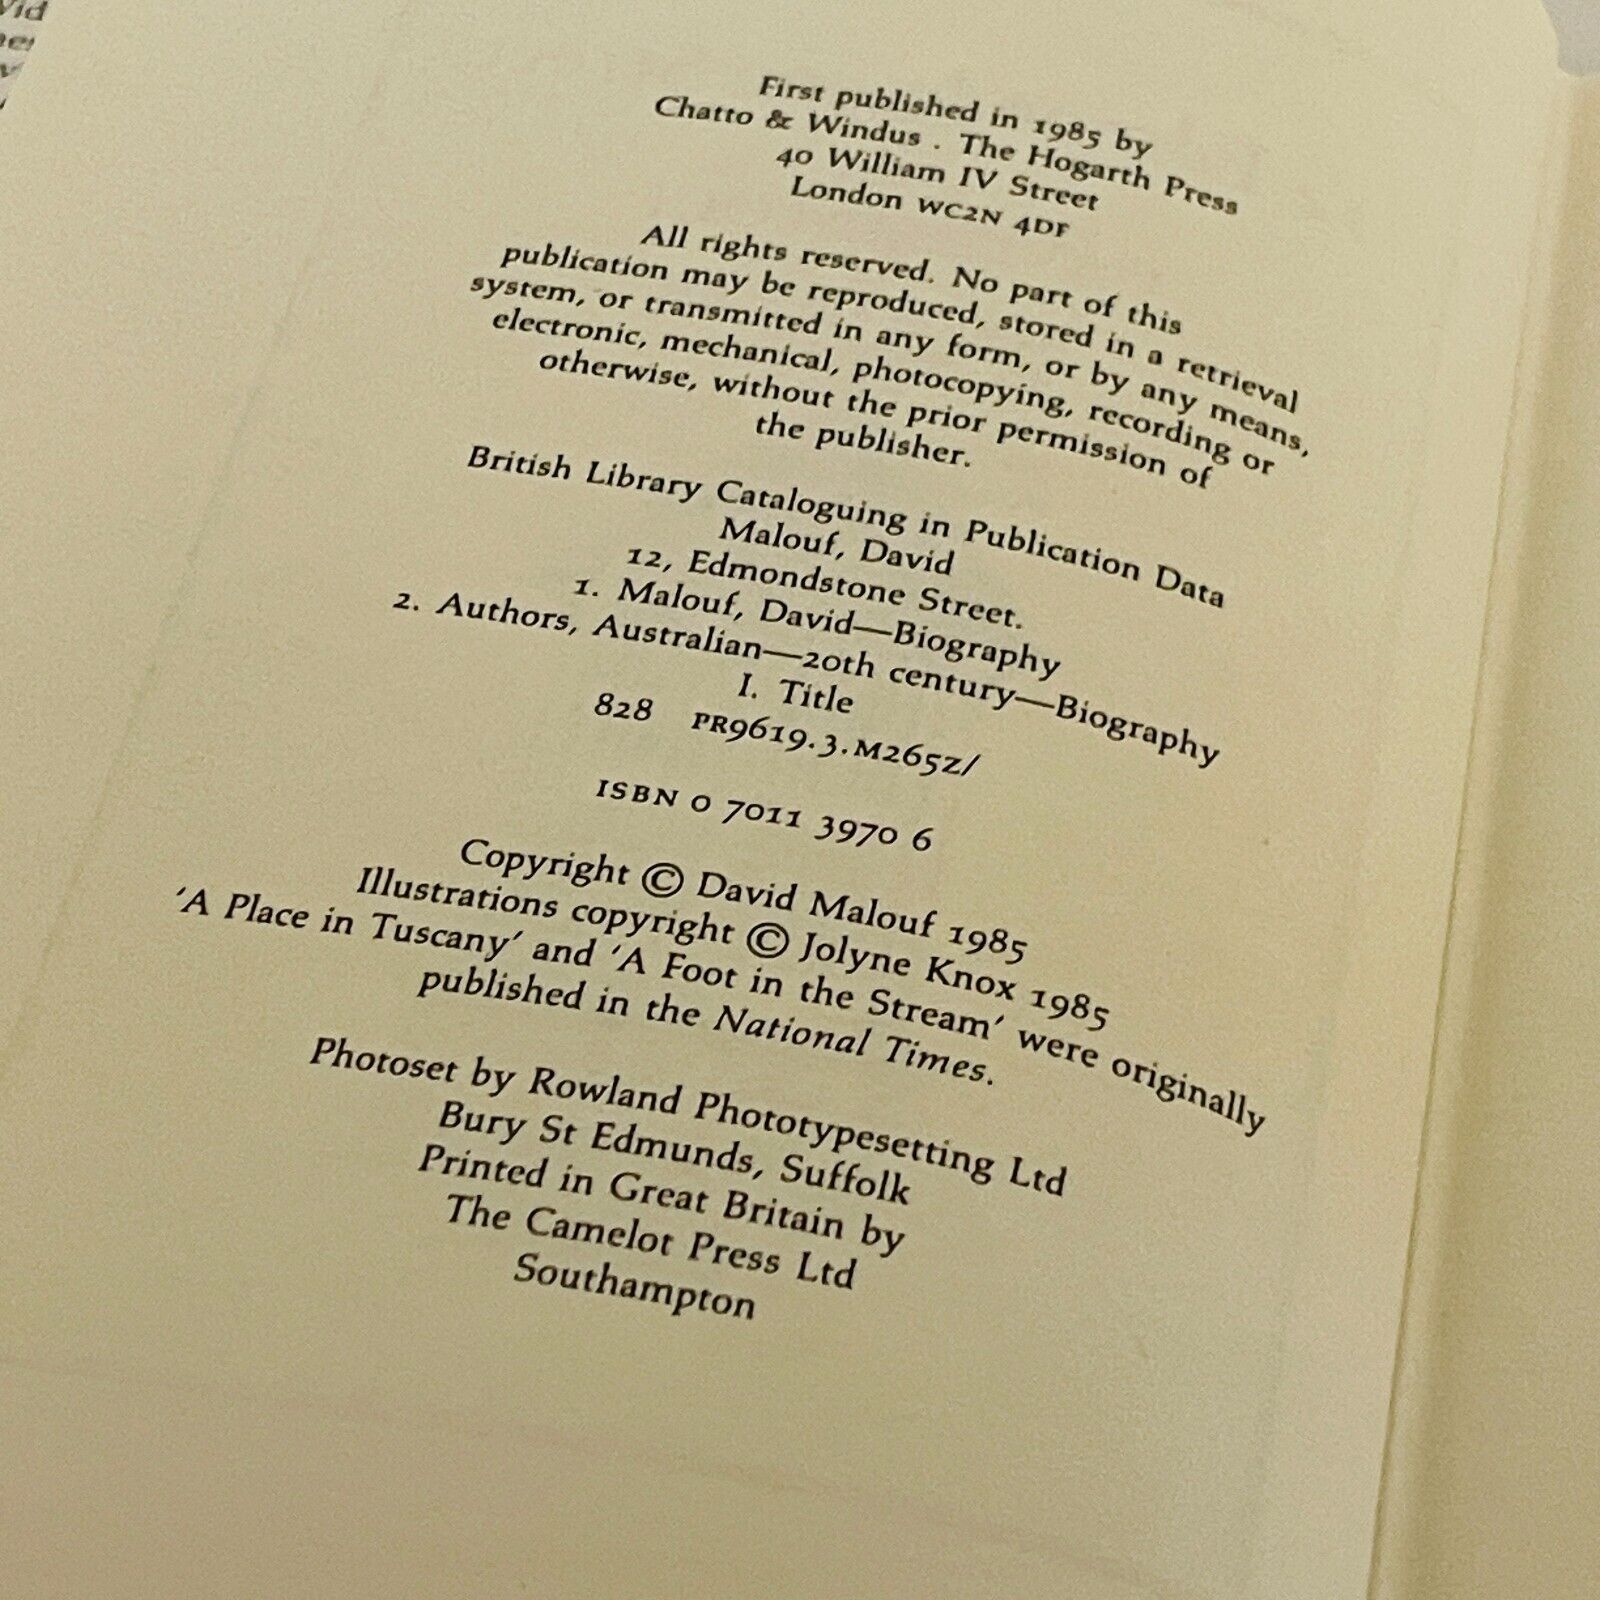 First published in 1985 by
Chatto & Windus . The Hogarth Press
40 William IV Street
London WC2N 4DF
All rights reserved. No part of this
publication may be reproduced, stored in a retrieval
system, or transmitted in any form, or by any means,
electronic, mechanical, photocopying, recording or
otherwise, without the prior permission of
the publisher.
British Library Cataloguing in Publication Data
Malouf, David
12, Edmondstone Street.
1. Malouf, David—Biography
2. Authors, Australian—20th century—Biography
I. Title
828 PR9619.3.M265Z/
ISBN 0 7011 3970 6
Copyright © David Malouf 1985
Illustrations copyright © Jolyne Knox 1985
'A Place in Tuscany' and 'A Foot in the Stream' were originally
published in the National Times.
Photoset by Rowland Phototypesetting Ltd
Bury St Edmunds, Suffolk
Printed in Great Britain by
The Camelot Press Ltd
Southampton